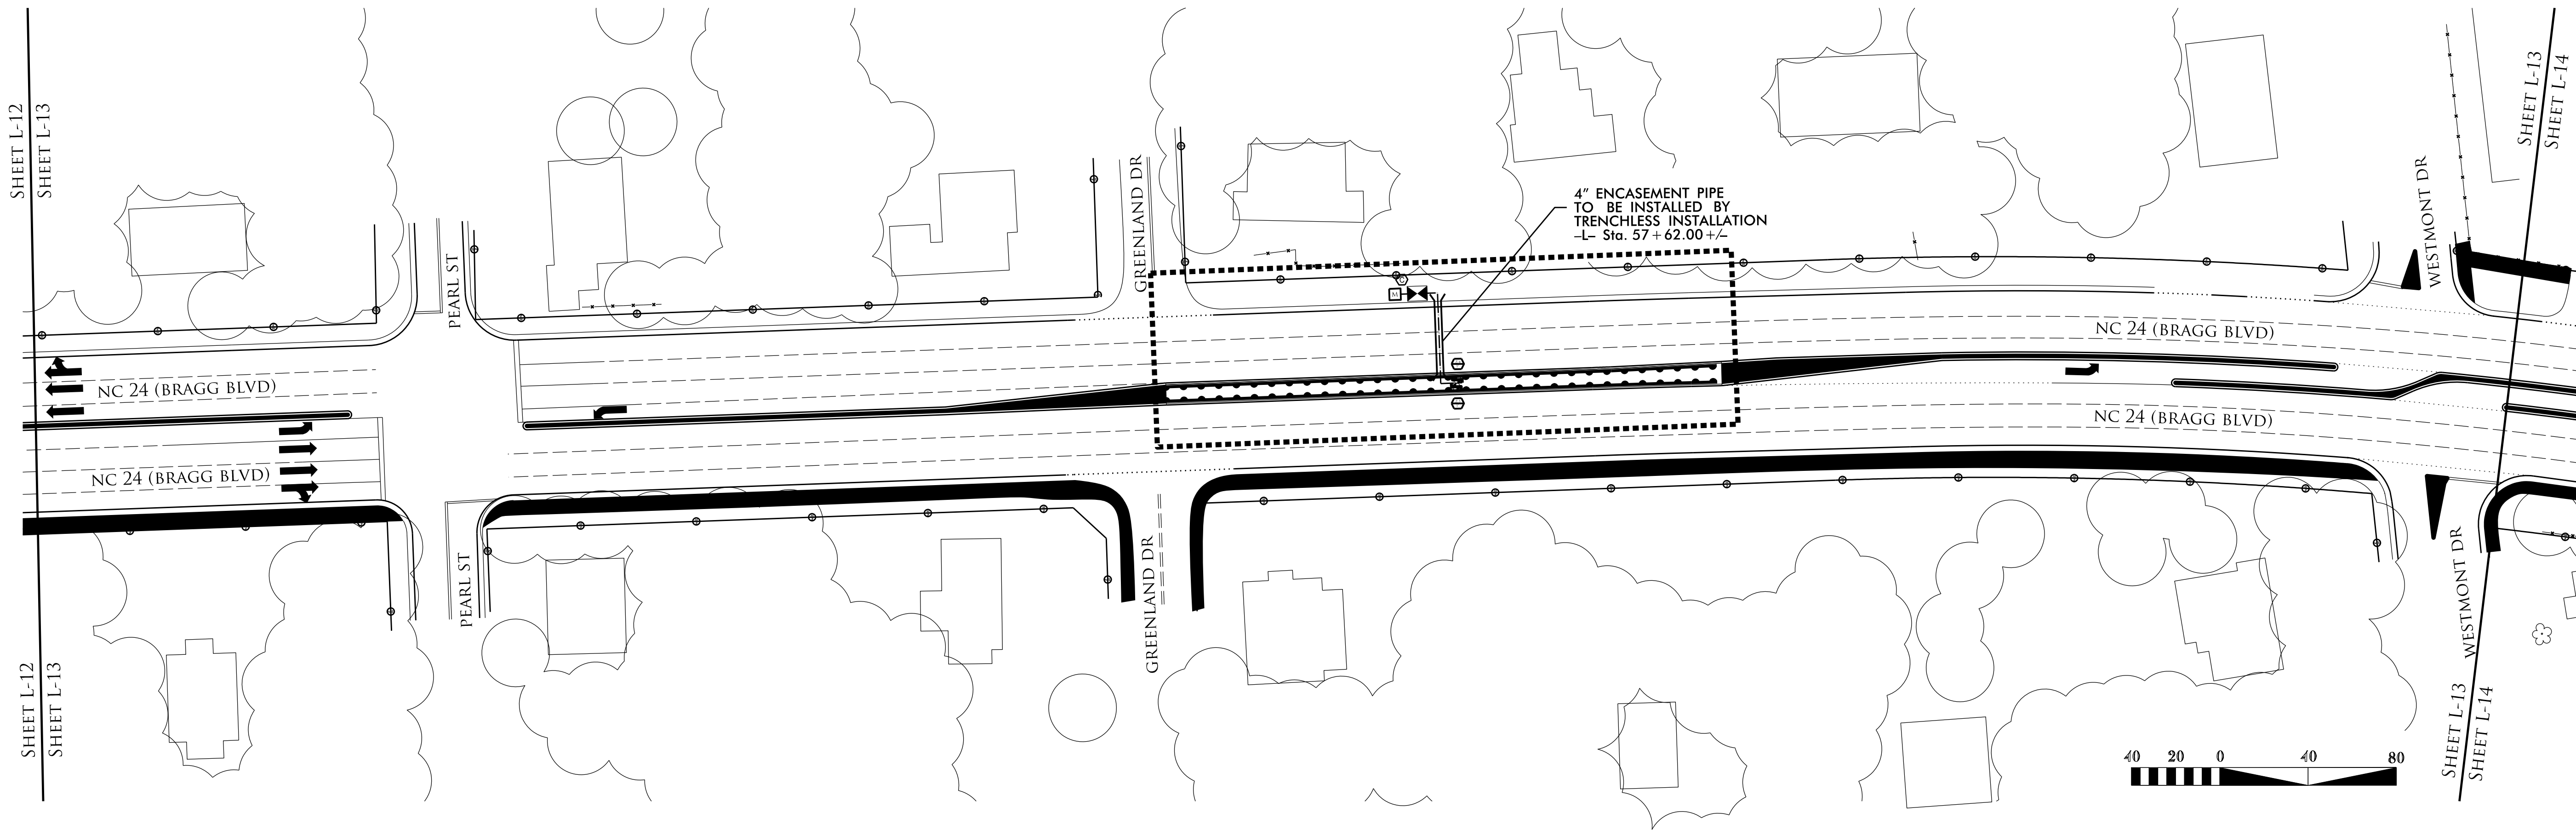 SHEET L-12
SHEET L-13
SHEET L-13
SHEET L-14
GREENLAND DR
WESTMONT DR
4" ENCASEMENT PIPE
TO BE INSTALLED BY
TRENCHLESS INSTALLATION
-L- Sta. 57+62.00 +/-
PEARL ST
M
NC 24 (BRAGG BLVD)
NC 24 (BRAGG BLVD)
NC 24 (BRAGG BLVD)
NC 24 (BRAGG BLVD)
PEARL ST
GREENLAND DR
WESTMONT DR
SHEET L-12
SHEET L-13
SHEET L-13
SHEET L-14
40 20 0 40 80